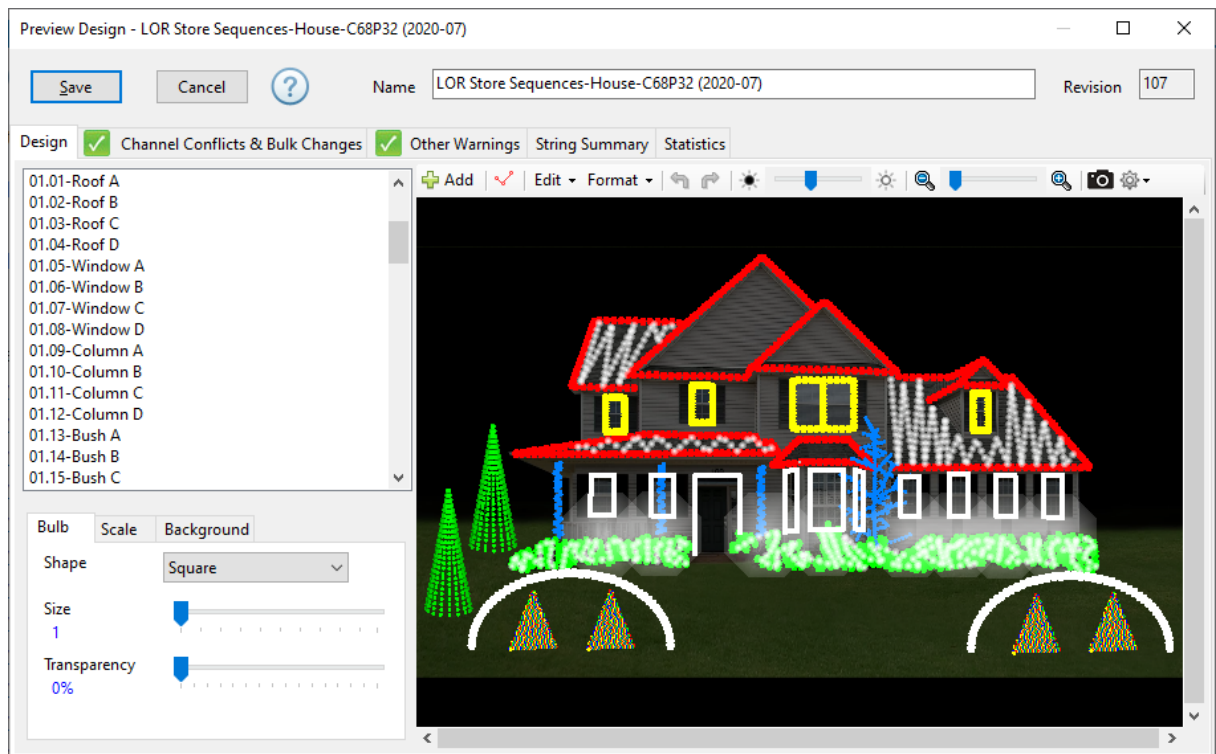 Preview Design - LOR Store Sequences-House-C68P32 (2020-07)
Save Cancel ? Name LOR Store Sequences-House-C68P32 (2020-07) Revision 107
Design Channel Conflicts & Bulk Changes Other Warnings String Summary Statistics
Add Edit Format
01.01-Roof A
01.02-Roof B
01.03-Roof C
01.04-Roof D
01.05-Window A
01.06-Window B
01.07-Window C
01.08-Window D
01.09-Column A
01.10-Column B
01.11-Column C
01.12-Column D
01.13-Bush A
01.14-Bush B
01.15-Bush C
Bulb Scale Background
Shape Square
Size
1
Transparency
0%